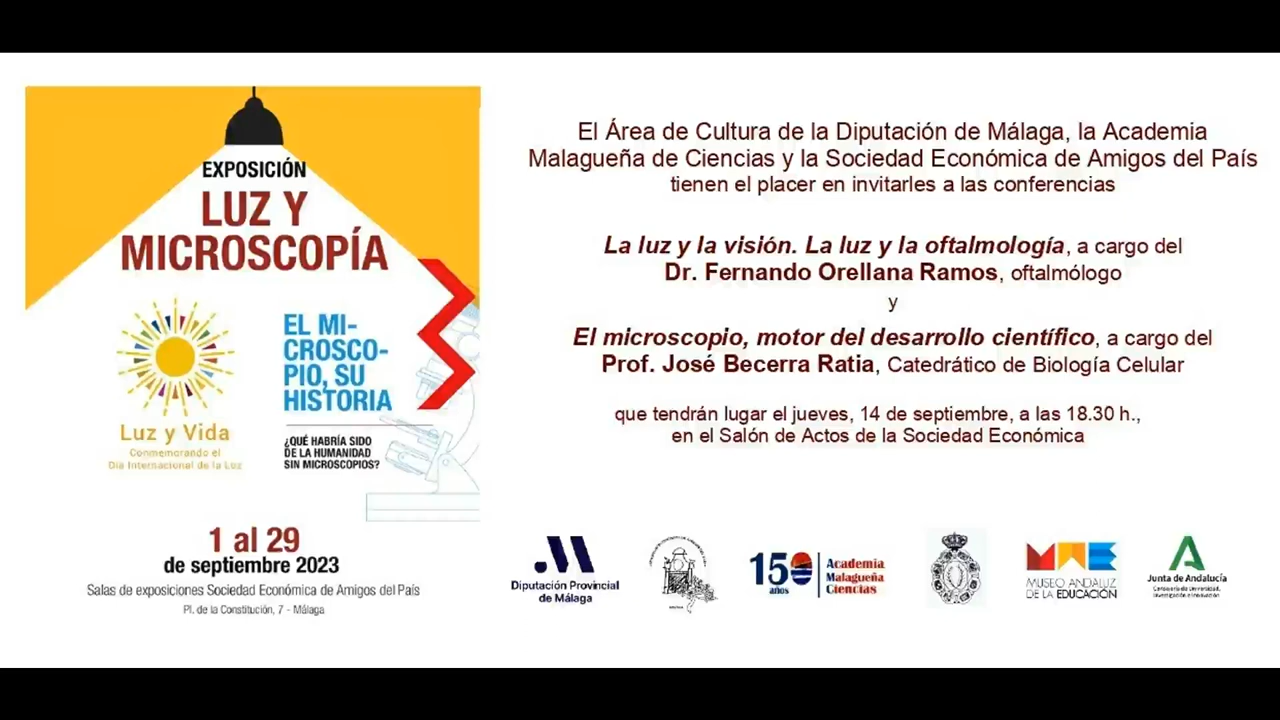 EXPOSICIÓN
LUZ Y
MICROSCOPÍA
Luz y Vida
Conmemorando el
Día Internacional de la Luz
EL MI-
CROSCO-
PIO, SU
HISTORIA
¿QUÉ HABRÍA SIDO
DE LA HUMANIDAD
SIN MICROSCOPIOS?
1 al 29
de septiembre 2023
Salas de exposiciones Sociedad Económica de Amigos del País
Pl. de la Constitución, 7 - Málaga
El Área de Cultura de la Diputación de Málaga, la Academia
Malagueña de Ciencias y la Sociedad Económica de Amigos del País
tienen el placer en invitarles a las conferencias
La luz y la visión. La luz y la oftalmología, a cargo del
Dr. Fernando Orellana Ramos, oftalmólogo
y
El microscopio, motor del desarrollo científico, a cargo del
Prof. José Becerra Ratia, Catedrático de Biología Celular
que tendrán lugar el jueves, 14 de septiembre, a las 18.30 h.,
en el Salón de Actos de la Sociedad Económica
Diputación Provincial
de Málaga
150
años
Academia
Malagueña
Ciencias
MAE
MUSEO ANDALUZ
DE LA EDUCACIÓN
Junta de Andalucía
Consejería de Universidad,
Investigación e Innovación